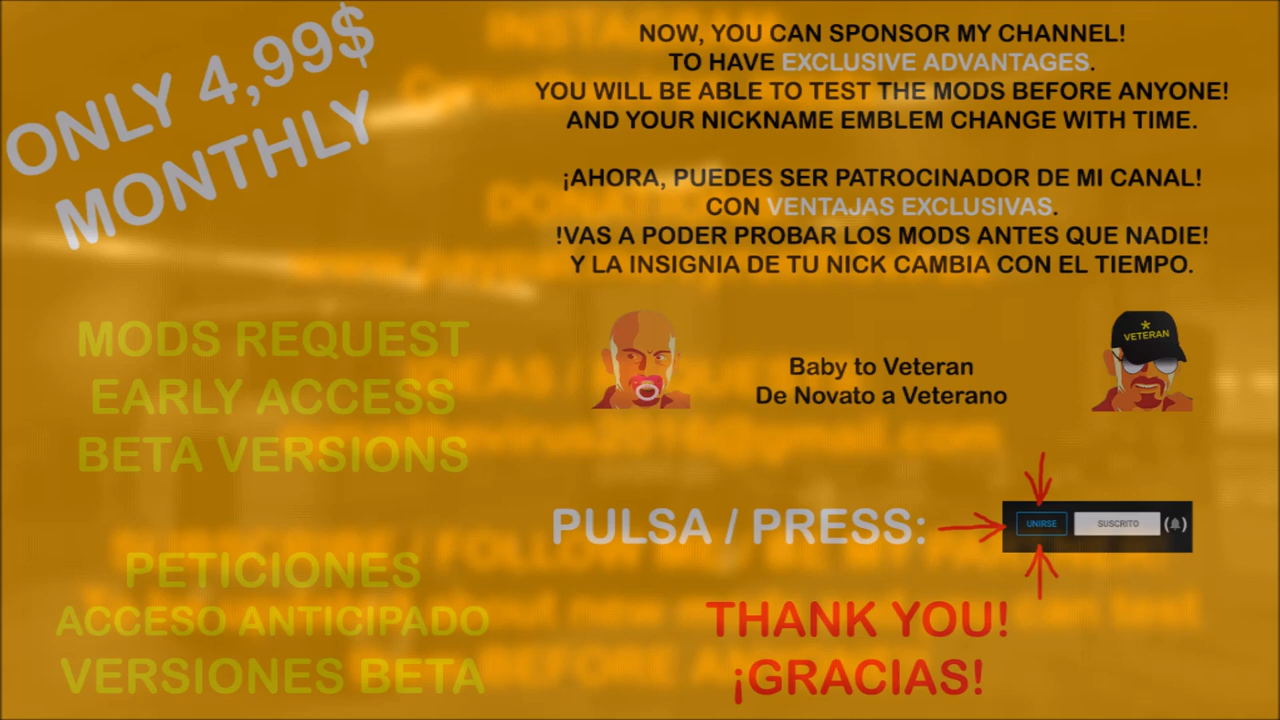 ONLY 4,99$
MONTHLY
NOW, YOU CAN SPONSOR MY CHANNEL!
TO HAVE EXCLUSIVE ADVANTAGES.
YOU WILL BE ABLE TO TEST THE MODS BEFORE ANYONE!
AND YOUR NICKNAME EMBLEM CHANGE WITH TIME.
¡AHORA, PUEDES SER PATROCINADOR DE MI CANAL!
CON VENTAJAS EXCLUSIVAS.
!VAS A PODER PROBAR LOS MODS ANTES QUE NADIE!
Y LA INSIGNIA DE TU NICK CAMBIA CON EL TIEMPO.
MODS REQUEST
EARLY ACCESS
BETA VERSIONS
VETERAN
Baby to Veteran
De Novato a Veterano
PULSA / PRESS:
UNIRSE
SUSCRITO
PETICIONES
ACCESO ANTICIPADO
VERSIONES BETA
THANK YOU!
¡GRACIAS!